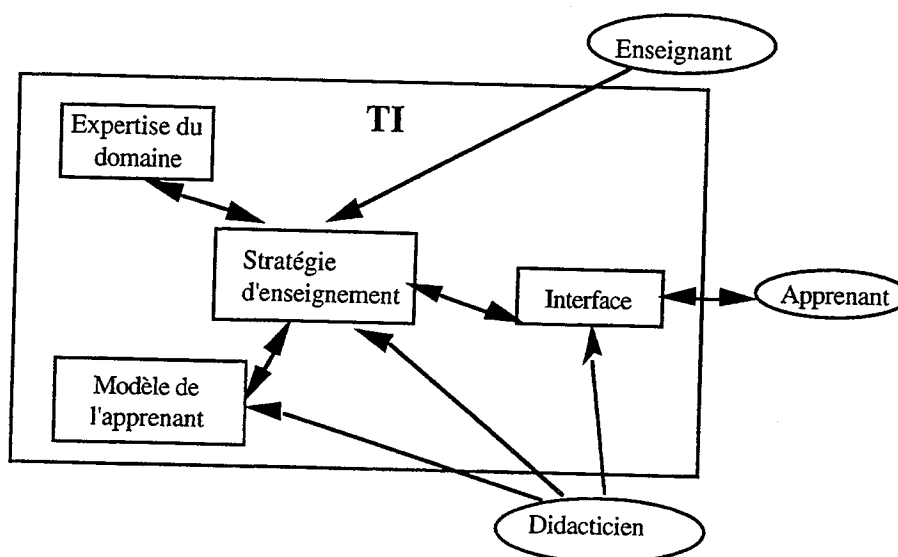 Enseignant
TI
Expertise du
domaine
Stratégie
d'enseignement
Interface
Apprenant
Modèle de
l'apprenant
Didacticien